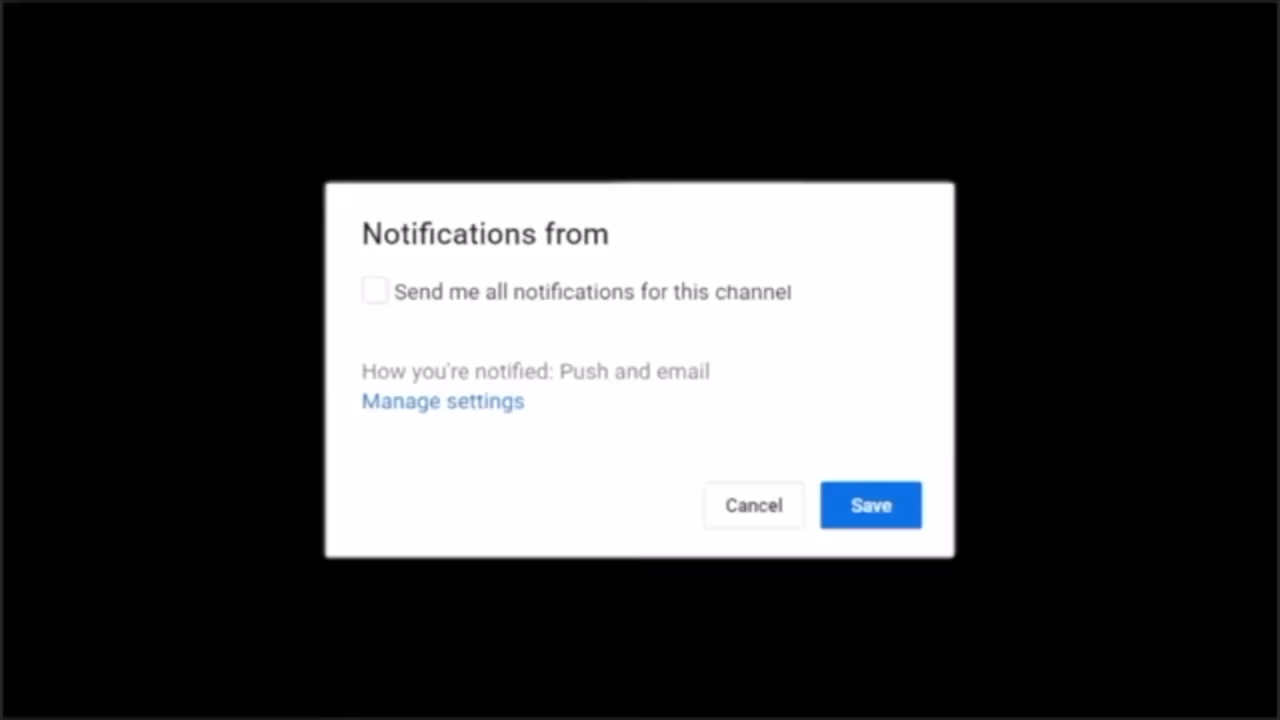 Notifications from
Send me all notifications for this channel
How you're notified: Push and email
Manage settings
Cancel
Save